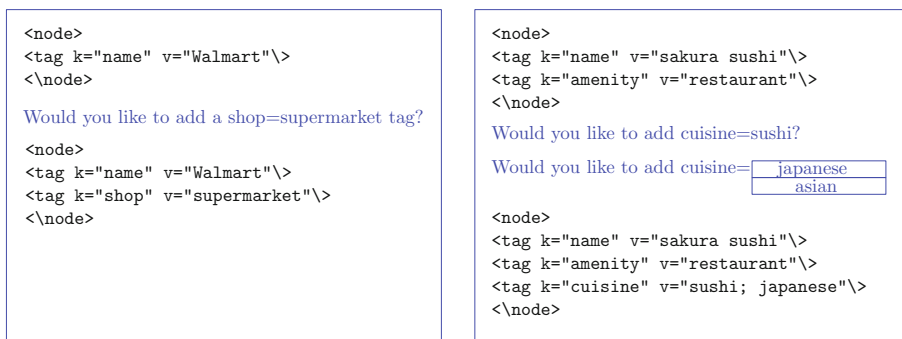 <node>
<tag k="name" v="Walmart"\>
<\node>
Would you like to add a shop=supermarket tag?
<node>
<tag k="name" v="Walmart"\>
<tag k="shop" v="supermarket"\>
<\node>
<node>
<tag k="name" v="sakura sushi"\>
<tag k="amenity" v="restaurant"\>
<\node>
Would you like to add cuisine=sushi?
Would you like to add cuisine= japanese
asian
<node>
<tag k="name" v="sakura sushi"\>
<tag k="amenity" v="restaurant"\>
<tag k="cuisine" v="sushi; japanese"\>
<\node>